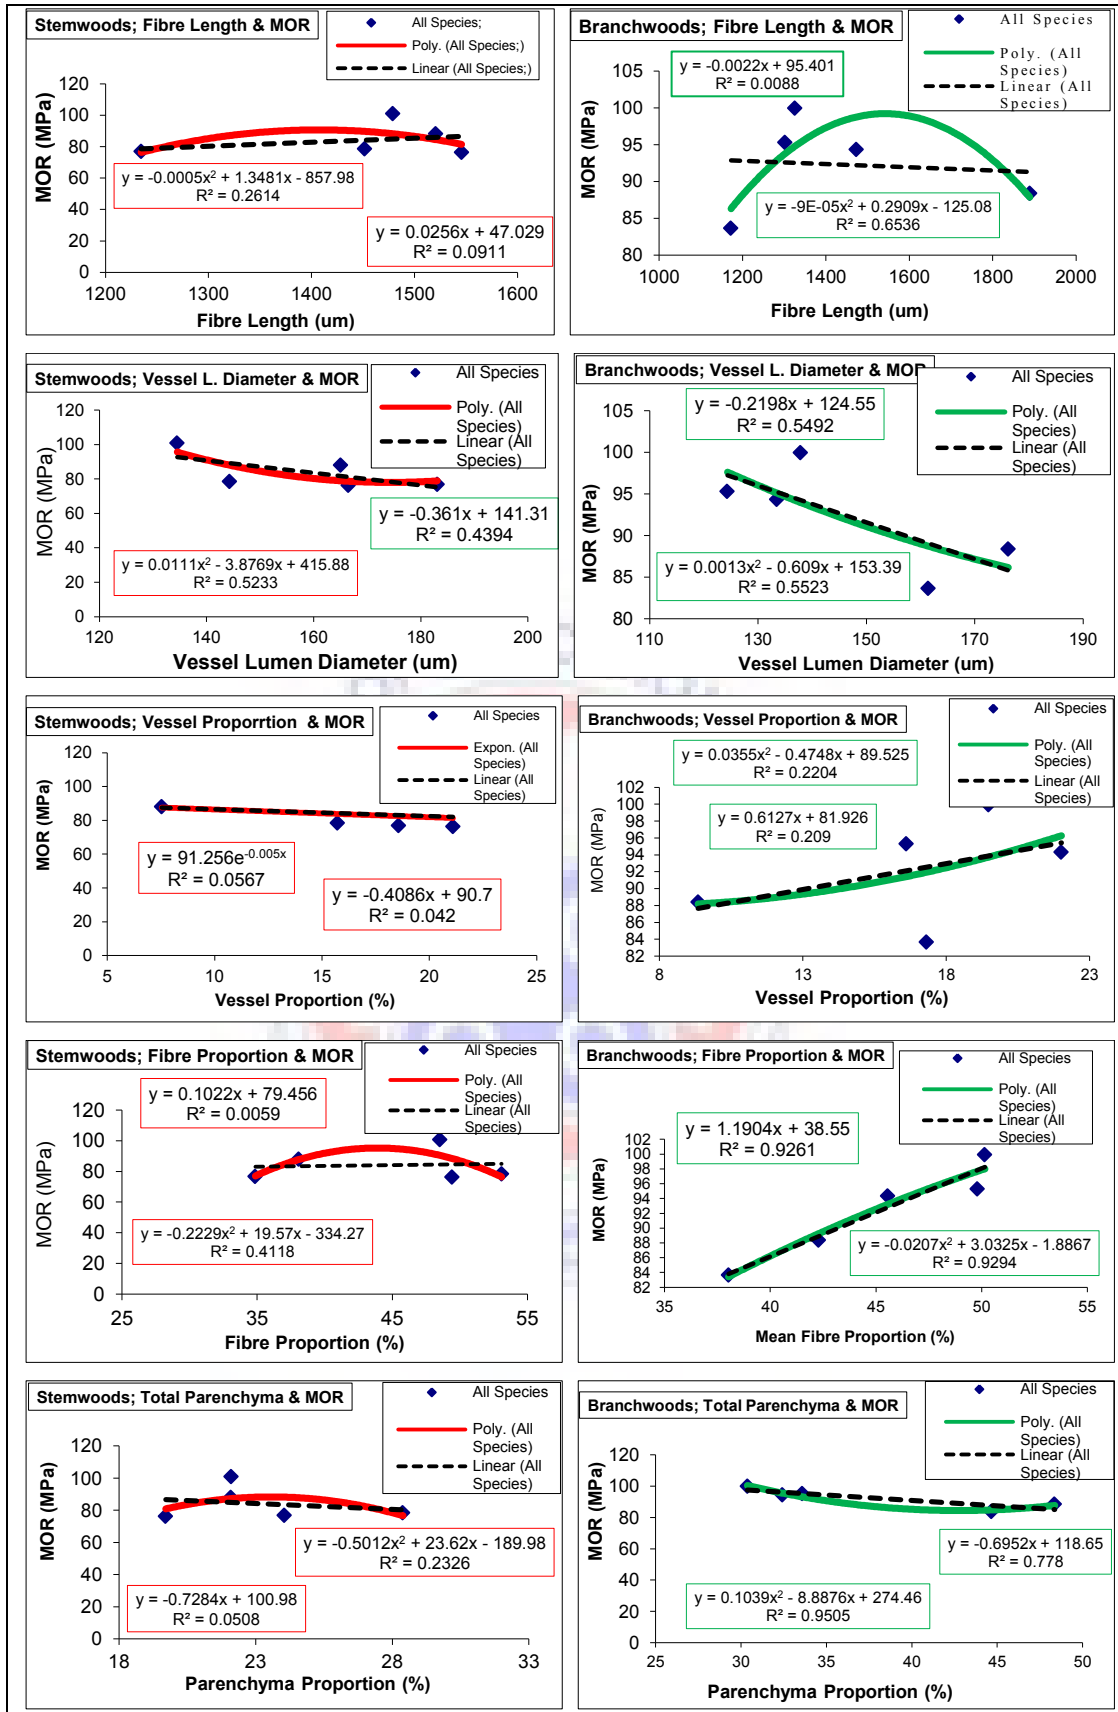 Stemwoods; Fibre Length & MOR
All Species;
Poly. (All Species;)
Linear (All Species;)
120
100
80
60
40
20
0
MOR (MPa)
y = -0.0005x² + 1.3481x - 857.98
R² = 0.2614
y = 0.0256x + 47.029
R² = 0.0911
1200 1300 1400 1500 1600
Fibre Length (um)
Branchwoods; Fibre Length & MOR
All Species
Poly. (All
Species)
Linear (All
Species)
y = -0.0022x + 95.401
R² = 0.0088
105
100
95
90
85
80
MOR (MPa)
y = -9E-05x² + 0.2909x - 125.08
R² = 0.6536
1000 1200 1400 1600 1800 2000
Fibre Length (um)
Stemwoods; Vessel L. Diameter & MOR
All Species
Poly. (All
Species)
Linear (All
Species)
120
100
80
60
40
20
0
MOR (MPa)
y = -0.361x + 141.31
R² = 0.4394
y = 0.0111x² - 3.8769x + 415.88
R² = 0.5233
120 140 160 180 200
Vessel Lumen Diameter (um)
Branchwoods; Vessel L. Diameter & MOR
All Species
Poly. (All
Species)
Linear (All
Species)
y = -0.2198x + 124.55
R² = 0.5492
105
100
95
90
85
80
MOR (MPa)
y = 0.0013x² - 0.609x + 153.39
R² = 0.5523
110 130 150 170 190
Vessel Lumen Diameter (um)
Stemwoods; Vessel Proporrtion & MOR
All Species
Expon. (All
Species)
Linear (All
Species)
120
100
80
60
40
20
0
MOR (MPa)
y = 91.256e-0.005x
R² = 0.0567
y = -0.4086x + 90.7
R² = 0.042
5 10 15 20 25
Vessel Proportion (%)
Branchwoods; Vessel Proportion & MOR
All Species
Poly. (All
Species)
Linear (All
Species)
y = 0.0355x² - 0.4748x + 89.525
R² = 0.2204
y = 0.6127x + 81.926
R² = 0.209
102
100
98
96
94
92
90
88
86
84
82
MOR (MPa)
8 13 18 23
Vessel Proportion (%)
Stemwoods; Fibre Proportion & MOR
All Species
Poly. (All
Species)
Linear (All
Species)
y = 0.1022x + 79.456
R² = 0.0059
120
100
80
60
40
20
0
MOR (MPa)
y = -0.2229x² + 19.57x - 334.27
R² = 0.4118
25 35 45 55
Fibre Proportion (%)
Branchwoods; Fibre Proportion & MOR
All Species
Poly. (All
Species)
Linear (All
Species)
y = 1.1904x + 38.55
R² = 0.9261
102
100
98
96
94
92
90
88
86
84
82
MOR (MPa)
y = -0.0207x² + 3.0325x - 1.8867
R² = 0.9294
35 40 45 50 55
Mean Fibre Proportion (%)
Stemwoods; Total Parenchyma & MOR
All Species
Poly. (All
Species)
Linear (All
Species)
120
100
80
60
40
20
0
MOR (MPa)
y = -0.5012x² + 23.62x - 189.98
R² = 0.2326
y = -0.7284x + 100.98
R² = 0.0508
18 23 28 33
Parenchyma Proportion (%)
Branchwoods; Total Parenchyma & MOR
All Species
Poly. (All
Species)
Linear (All
Species)
120
100
80
60
40
20
0
MOR (MPa)
y = -0.6952x + 118.65
R² = 0.778
y = 0.1039x² - 8.8876x + 274.46
R² = 0.9505
25 30 35 40 45 50
Parenchyma Proportion (%)